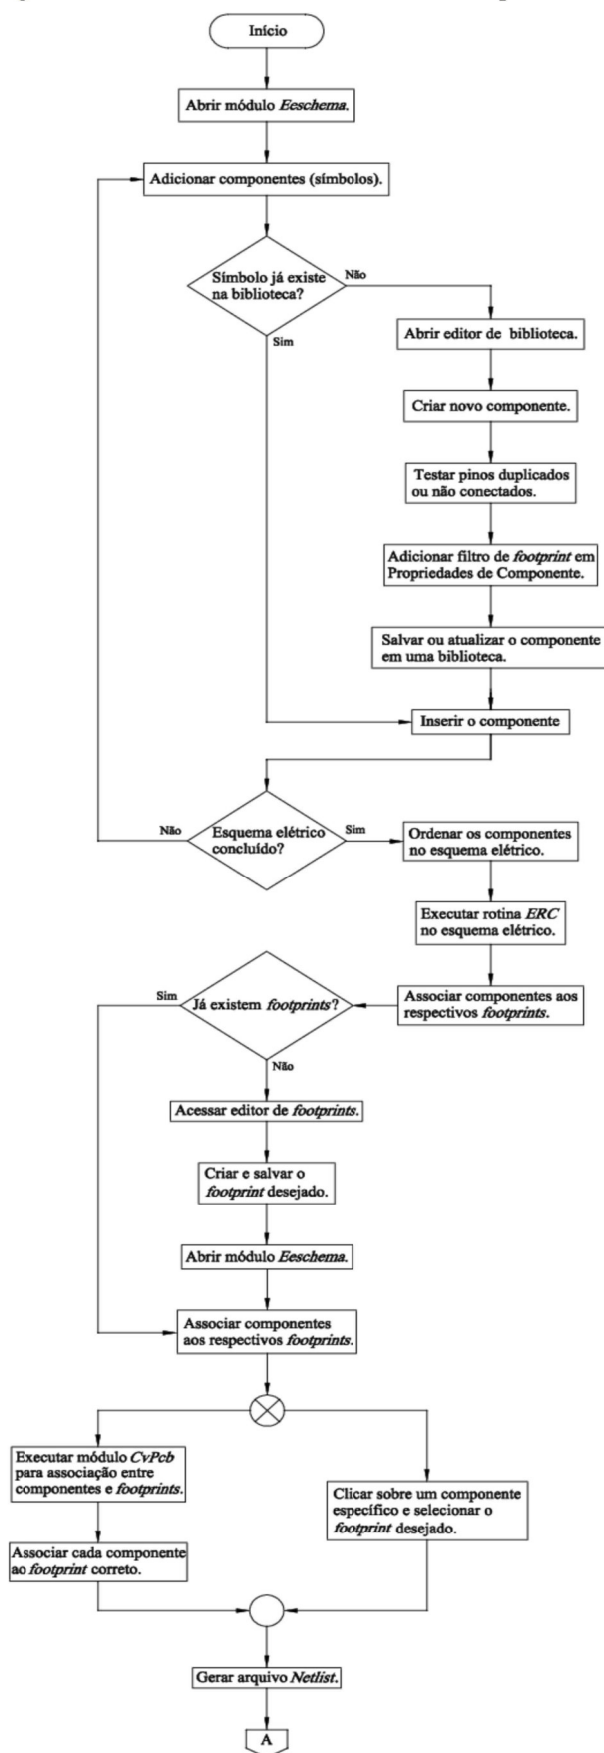 Início
Abrir módulo Eeschema.
Adicionar componentes (símbolos).
Símbolo já existe
na biblioteca?
Não
Sim
Abrir editor de biblioteca.
Criar novo componente.
Testar pinos duplicados
ou não conectados.
Adicionar filtro de footprint em
Propriedades de Componente.
Salvar ou atualizar o componente
em uma biblioteca.
Inserir o componente
Não
Esquema elétrico
concluído?
Sim
Ordenar os componentes
no esquema elétrico.
Executar rotina ERC
no esquema elétrico.
Associar componentes aos
respectivos footprints.
Sim
Já existem footprints?
Não
Acessar editor de footprints.
Criar e salvar o
footprint desejado.
Abrir módulo Eeschema.
Associar componentes
aos respectivos footprints.
Executar módulo CvPcb
para associação entre
componentes e footprints.
Associar cada componente
ao footprint correto.
Clicar sobre um componente
específico e selecionar o
footprint desejado.
Gerar arquivo Netlist.
A